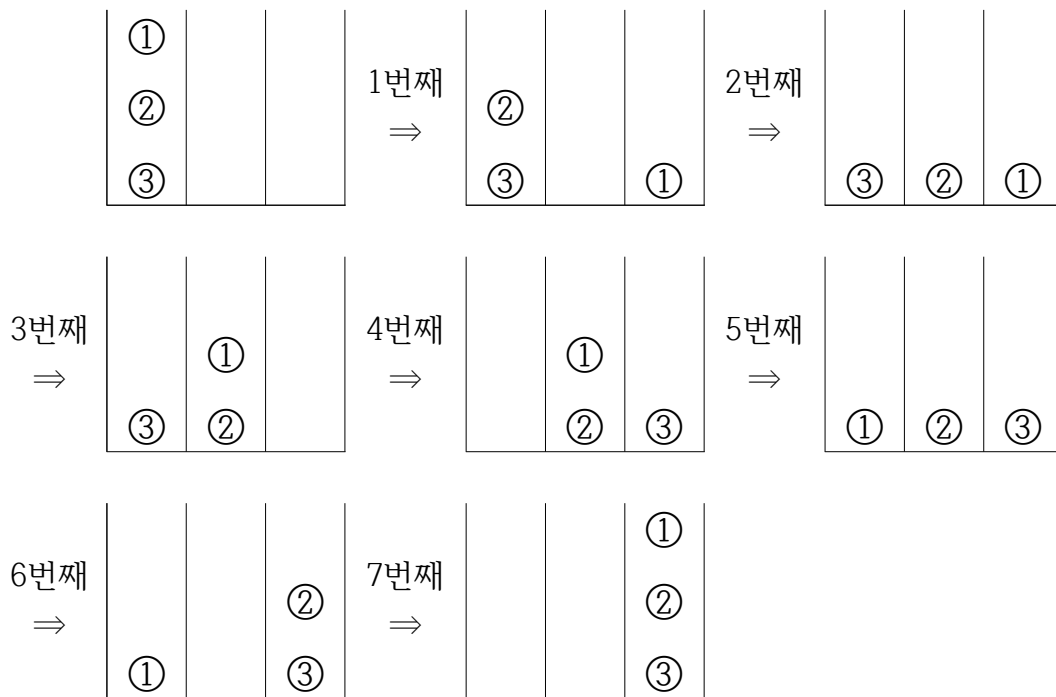 ①
1번째 2번째
② ②
⇒ ⇒
③ ③ ① ③ ② ①
3번째 4번째 5번째
① ①
⇒ ⇒ ⇒
③ ② ② ③ ① ② ③
①
6번째 7번째
② ②
⇒ ⇒
① ③ ③